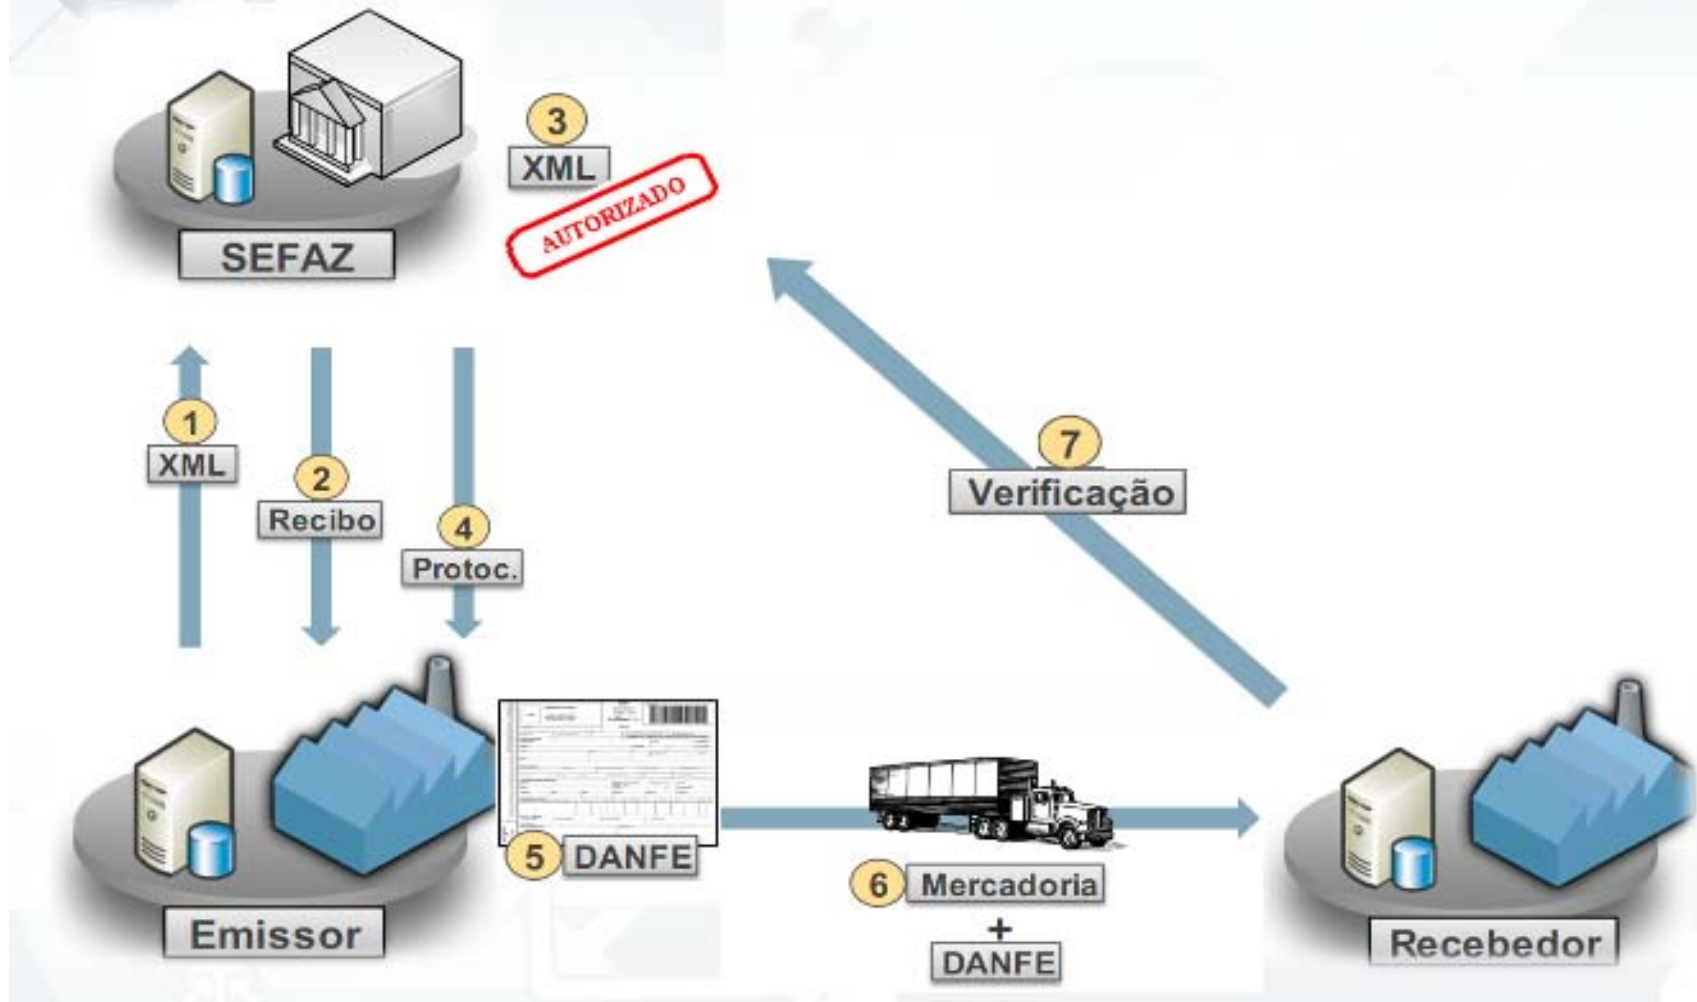 3
XML
AUTORIZADO
SEFAZ
1
XML
2
Recibo
4
Protoc.
7
Verificação
5
DANFE
6
Mercadoria
+
DANFE
Emissor
Recebedor